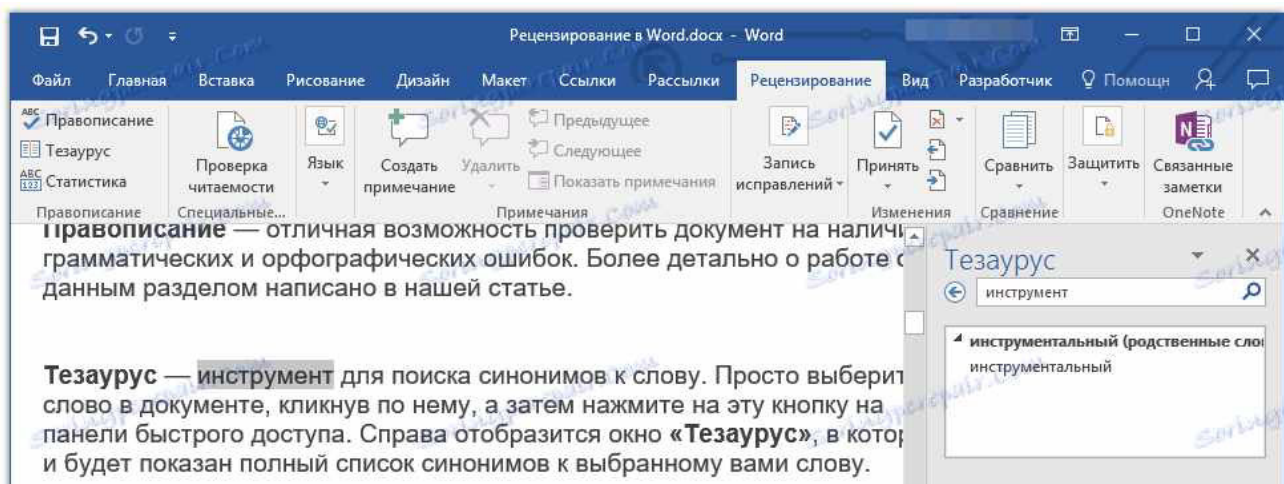 Рецензирование в Word.docx - Word
Файл Главная Вставка Рисование Дизайн Макет Ссылки Рассылки Рецензирование Вид Разработчик Помощн
ABC Правописание
Тезаурус
ABC 123 Статистика
Правописание
Проверка
читаемости
Специальные...
Язык
Создать
примечание
Удалить
Предыдущее
Следующее
Показать примечания
Примечания
Запись
исправлений
Принять
Изменения
Сравнить
Сравнение
Защитить
N
Связанные
заметки
OneNote
Правописание — отличная возможность проверить документ на наличи
грамматических и орфографических ошибок. Более детально о работе с
данным разделом написано в нашей статье.
Тезаурус — инструмент для поиска синонимов к слову. Просто выберит
слово в документе, кликнув по нему, а затем нажмите на эту кнопку на
панели быстрого доступа. Справа отобразится окно «Тезаурус», в котор
и будет показан полный список синонимов к выбранному вами слову.
Тезаурус
инструмент
инструментальный (родственные слов
инструментальный